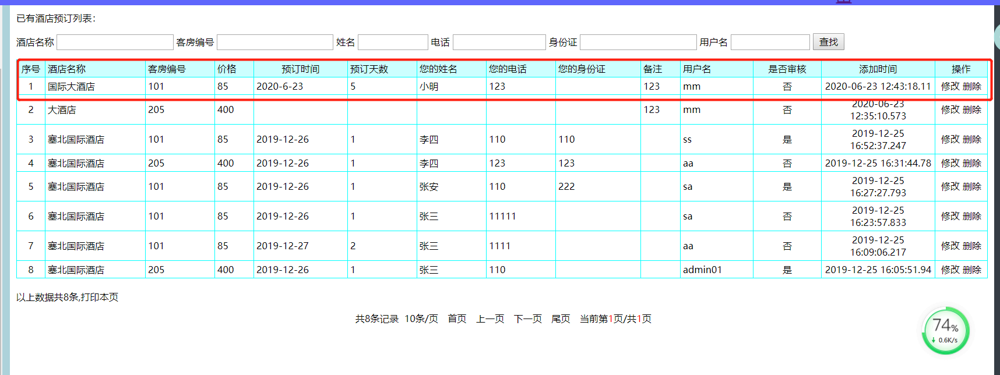 已有酒店预订列表:
酒店名称 客房编号 姓名 电话 身份证 用户名 查找
序号 酒店名称 客房编号 价格 预订时间 预订天数 您的姓名 您的电话 您的身份证 备注 用户名 是否审核 添加时间 操作
1 国际大酒店 101 85 2020-6-23 5 小明 123 123 mm 否 2020-06-23 12:43:18.11 修改 删除
2 大酒店 205 400 123 mm 否 2020-06-23 12:35:10.573 修改 删除
3 塞北国际酒店 101 85 2019-12-26 1 李四 110 110 ss 是 2019-12-25 16:52:37.247 修改 删除
4 塞北国际酒店 205 400 2019-12-26 1 李四 123 123 aa 否 2019-12-25 16:31:44.78 修改 删除
5 塞北国际酒店 101 85 2019-12-26 1 张安 110 222 sa 是 2019-12-25 16:27:27.793 修改 删除
6 塞北国际酒店 101 85 2019-12-26 1 张三 11111 sa 否 2019-12-25 16:23:57.833 修改 删除
7 塞北国际酒店 101 85 2019-12-27 2 张三 1111 aa 否 2019-12-25 16:09:06.217 修改 删除
8 塞北国际酒店 205 400 2019-12-26 1 张三 110 admin01 是 2019-12-25 16:05:51.94 修改 删除
以上数据共8条,打印本页
共8条记录 10条/页 首页 上一页 下一页 尾页 当前第1页/共1页
74%
0.6K/s